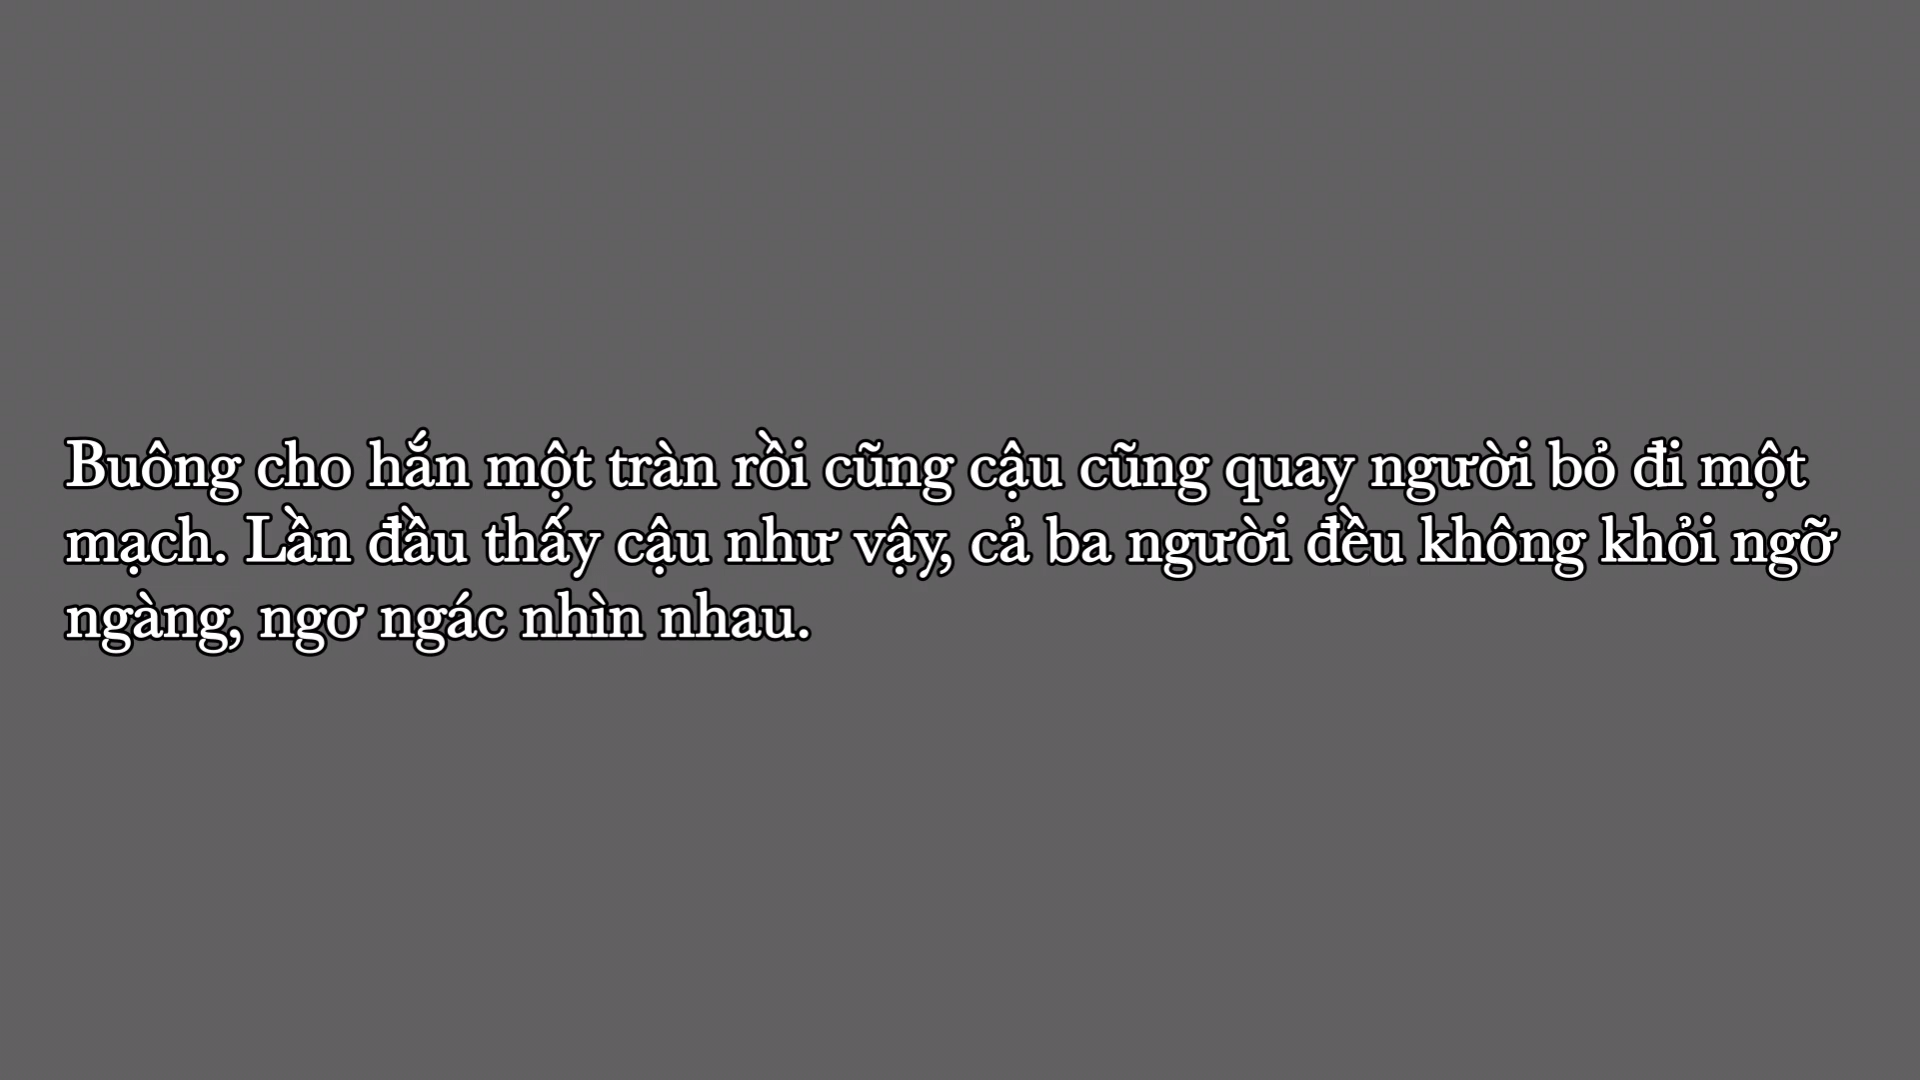 Buông cho hắn một tràn rồi cũng cậu cũng quay người bỏ đi một
mạch. Lần đầu thấy cậu như vậy, cả ba người đều không khỏi ngỡ
ngàng, ngơ ngác nhìn nhau.